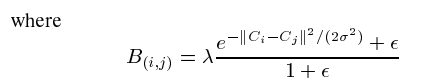 where
$B_{(i,j)} = \lambda \frac{e^{-\|C_i - C_j\|^2/(2\sigma^2)} + \epsilon}{1 + \epsilon}$